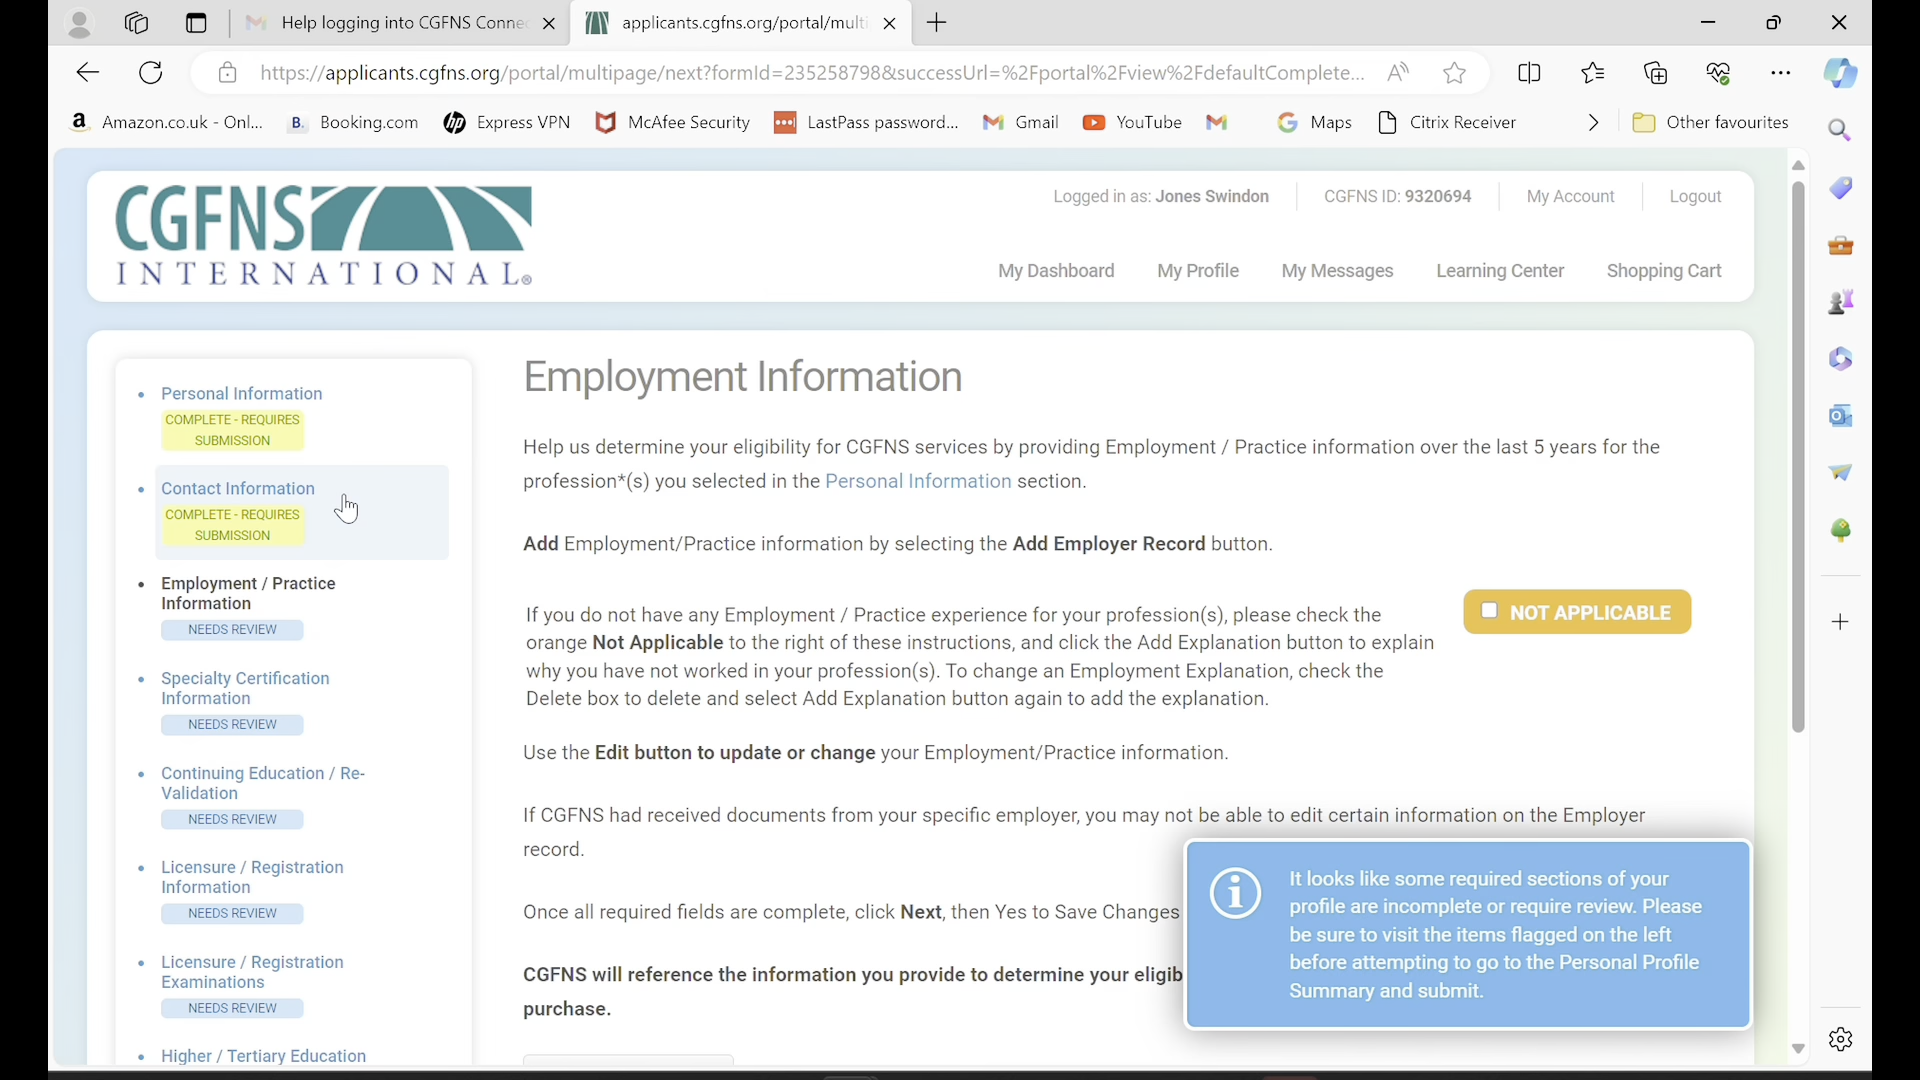 Help logging into CGFNS Connec
applicants.cgfns.org/portal/multi
https://applicants.cgfns.org/portal/multipage/next?formId=235258798&successUrl=%2Fportal%2Fview%2FdefaultComplete...
Amazon.co.uk - Onl...
B. Booking.com
Express VPN
McAfee Security
LastPass password...
Gmail
YouTube
Maps
Citrix Receiver
Other favourites
CGFNS
INTERNATIONAL®
Logged in as: Jones Swindon
CGFNS ID: 9320694
My Account
Logout
My Dashboard
My Profile
My Messages
Learning Center
Shopping Cart
Personal Information
COMPLETE - REQUIRES
SUBMISSION
Contact Information
COMPLETE - REQUIRES
SUBMISSION
Employment / Practice
Information
NEEDS REVIEW
Specialty Certification
Information
NEEDS REVIEW
Continuing Education / Re-
Validation
NEEDS REVIEW
Licensure / Registration
Information
NEEDS REVIEW
Licensure / Registration
Examinations
NEEDS REVIEW
Higher / Tertiary Education
Employment Information
Help us determine your eligibility for CGFNS services by providing Employment / Practice information over the last 5 years for the
profession*(s) you selected in the Personal Information section.
Add Employment/Practice information by selecting the Add Employer Record button.
If you do not have any Employment / Practice experience for your profession(s), please check the
orange Not Applicable to the right of these instructions, and click the Add Explanation button to explain
why you have not worked in your profession(s). To change an Employment Explanation, check the
Delete box to delete and select Add Explanation button again to add the explanation.
NOT APPLICABLE
Use the Edit button to update or change your Employment/Practice information.
If CGFNS had received documents from your specific employer, you may not be able to edit certain information on the Employer
record.
Once all required fields are complete, click Next, then Yes to Save Changes
CGFNS will reference the information you provide to determine your eligib
purchase.
It looks like some required sections of your
profile are incomplete or require review. Please
be sure to visit the items flagged on the left
before attempting to go to the Personal Profile
Summary and submit.